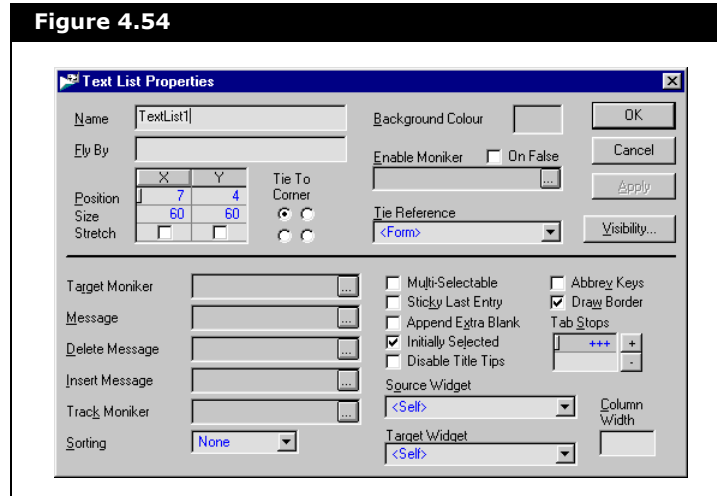 Figure 4.54
Text List Properties
Name TextList1
Background Colour
OK
Fly By
Enable Moniker On False
Cancel
...
X Y
Tie To
Corner
Apply
Position 7 4
Size 60 60
Stretch
Tie Reference
<Form>
Visibility...
Target Moniker ...
Multi-Selectable
Abbrev Keys
Sticky Last Entry
Draw Border
Message ...
Append Extra Blank
Tab Stops
Initially Selected
+++ +
Delete Message ...
Disable Title Tips
-
Insert Message ...
Source Widget
<Self>
Column
Width
Track Moniker ...
Sorting None
Target Widget
<Self>